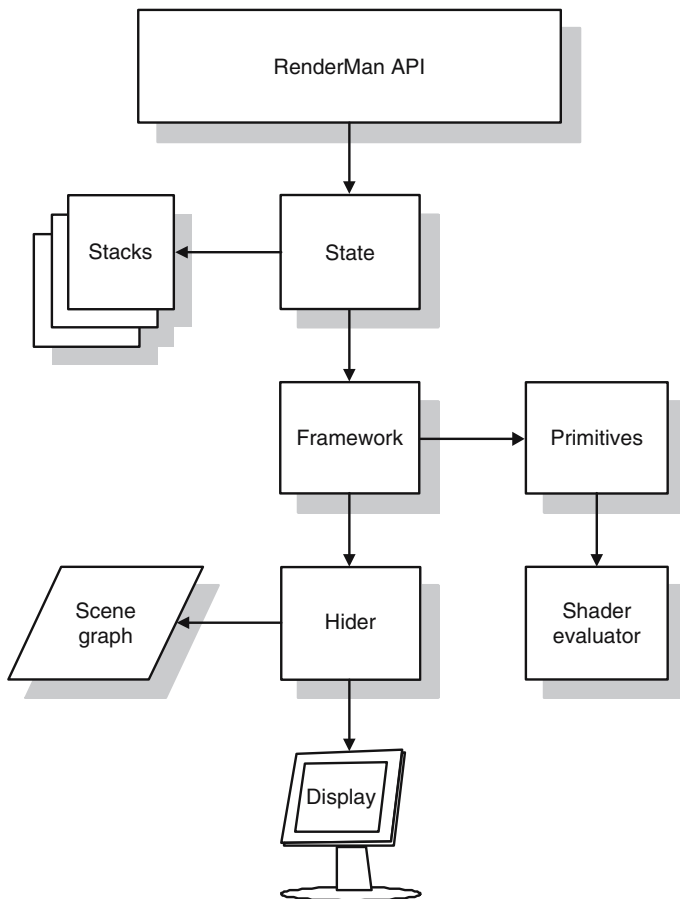 RenderMan API
Stacks
State
Framework
Primitives
Scene
graph
Hider
Shader
evaluator
Display